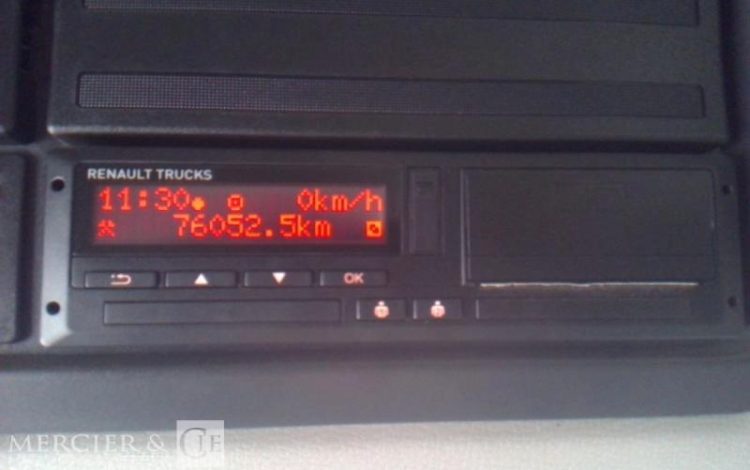 RENAULT TRUCKS
11:30 0km/h
76052.5km
OK
MERCIER & CIE